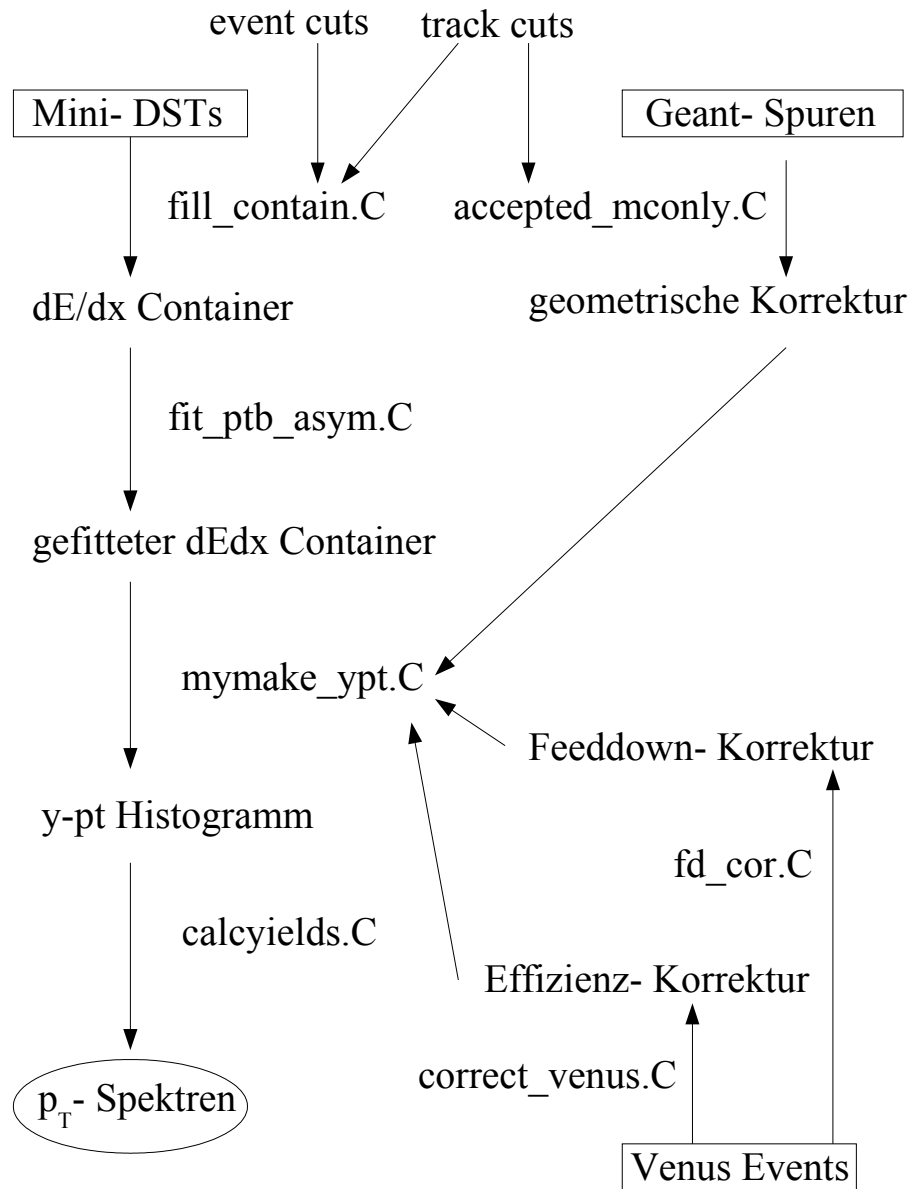 event cuts
track cuts
Mini- DSTs
Geant- Spuren
fill_contain.C
accepted_mconly.C
dE/dx Container
geometrische Korrektur
fit_ptb_asym.C
gefitteter dEdx Container
mymake_ypt.C
Feeddown- Korrektur
y-pt Histogramm
fd_cor.C
calcyields.C
Effizienz- Korrektur
correct_venus.C
p_T- Spektren
Venus Events